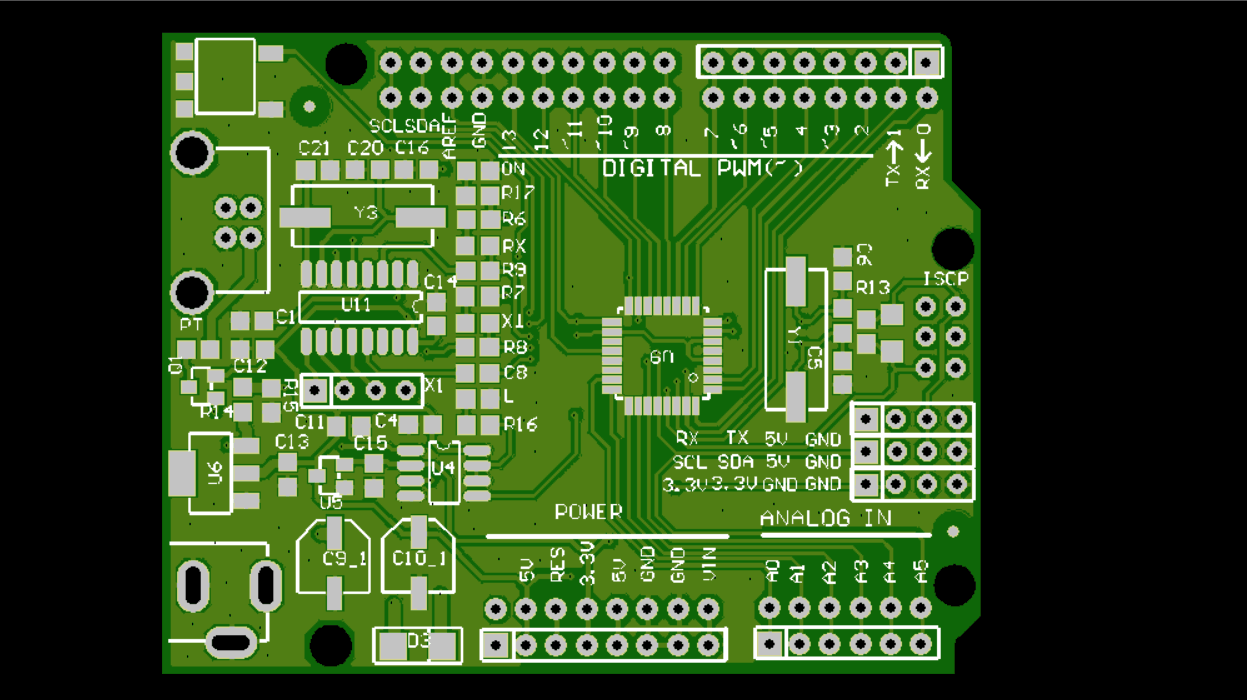 SCL SDA AREF GND 13 12 ~11 ~10 ~9 8 7 ~6 ~5 4 ~3 2 TX→1 RX←0
DIGITAL PWM(~)
C21 C20 C16
ON
R17
Y3
R6
RX
C2
R9
ISCP
C14
R7
R13
U11
PT
C1
X1
Y1
R8
U9
C5
Q1
C12
C8
R15
X1
L
R14
C11
C4
R16
C13
C15
RX TX 5V GND
SCL SDA 5V GND
3.3V 3.3V GND GND
U6
U4
U5
POWER
ANALOG IN
C9_1
C10_1
5V RES 3.3V 5V GND GND VIN
A0 A1 A2 A3 A4 A5
D3